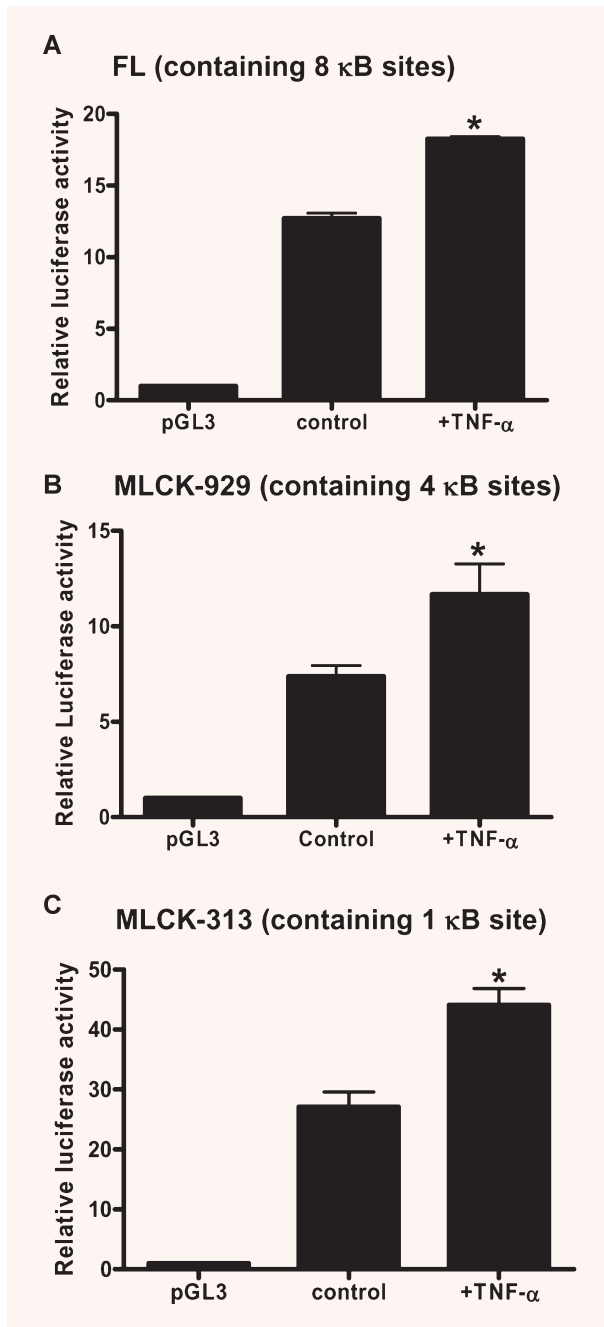 A
FL (containing 8 κB sites)
Relative luciferase activity
20
15
10
5
0
pGL3 control +TNF-α
*
B
MLCK-929 (containing 4 κB sites)
Relative Luciferase activity
15
10
5
0
pGL3 Control +TNF-α
*
C
MLCK-313 (containing 1 κB site)
Relative luciferase activity
50
40
30
20
10
0
pGL3 control +TNF-α
*